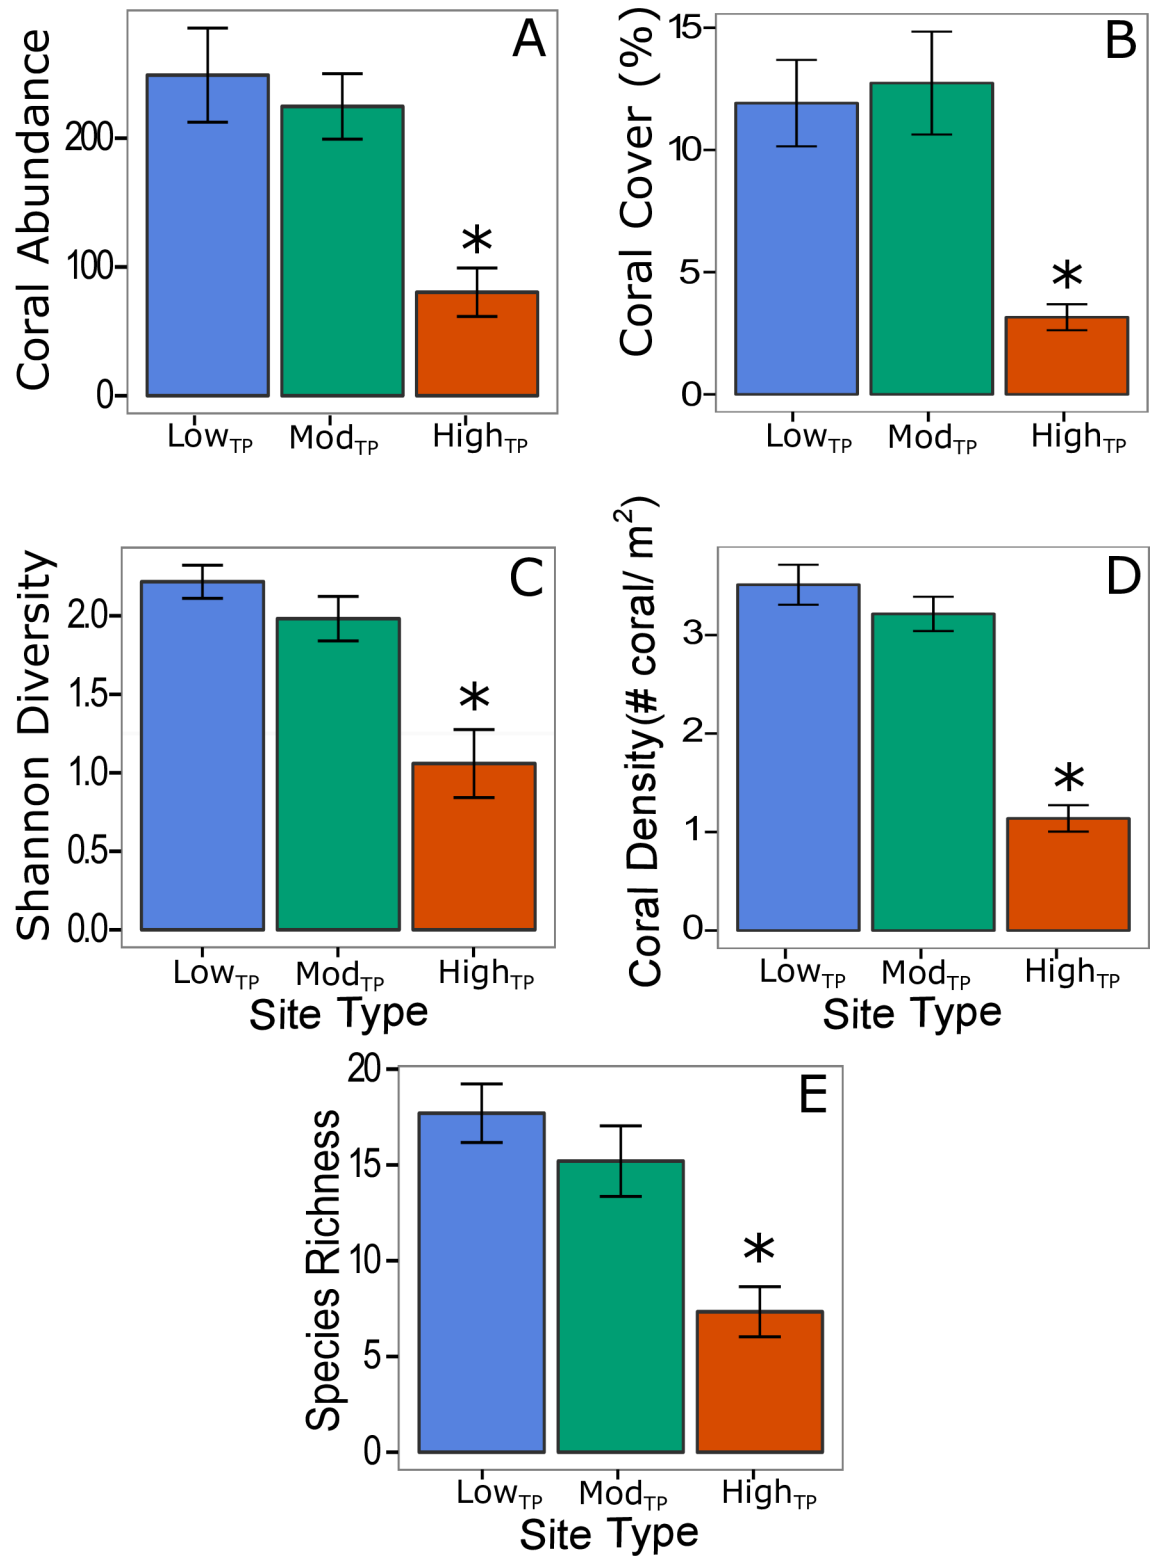 A
Coral Abundance
200
100
0
*
Low_TP Mod_TP High_TP
B
Coral Cover (%)
15
10
5
0
*
Low_TP Mod_TP High_TP
C
Shannon Diversity
2.0
1.5
1.0
0.5
0.0
*
Low_TP Mod_TP High_TP
Site Type
D
Coral Density(# coral/ m²)
3
2
1
0
*
Low_TP Mod_TP High_TP
Site Type
E
Species Richness
20
15
10
5
0
*
Low_TP Mod_TP High_TP
Site Type